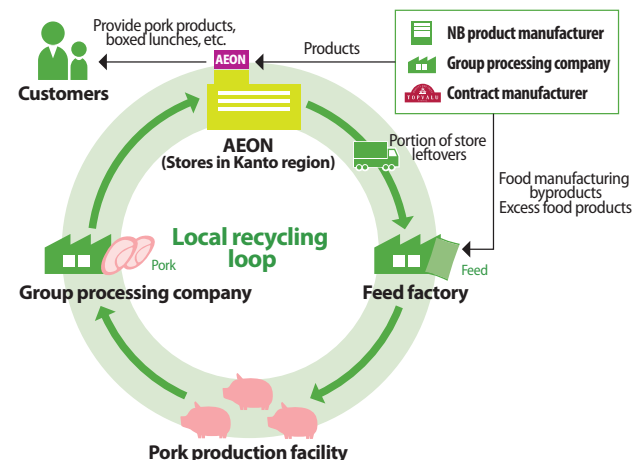 Provide pork products,
boxed lunches, etc.
Customers
AEON
Products
NB product manufacturer
Group processing company
TOPVALU
Contract manufacturer
AEON
(Stores in Kanto region)
Portion of store
leftovers
Food manufacturing
byproducts
Excess food products
Local recycling
loop
Pork
Group processing company
Feed
Feed factory
Pork production facility